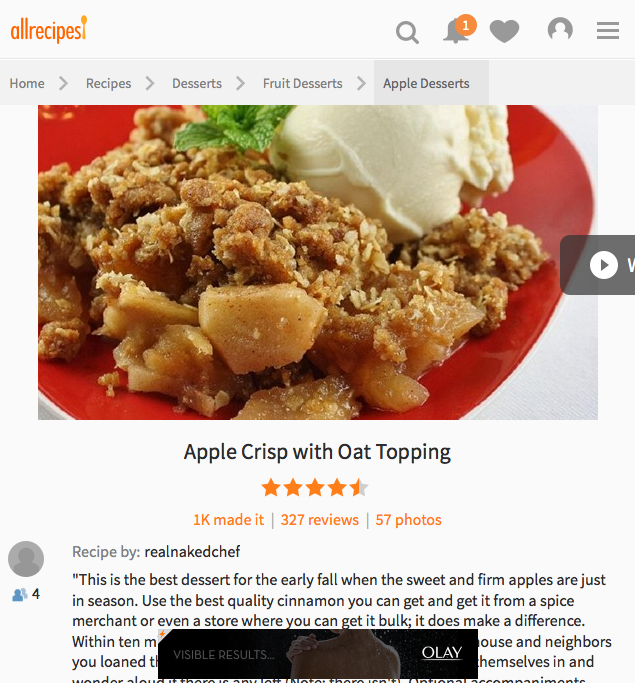 allrecipes
1
Home
Recipes
Desserts
Fruit Desserts
Apple Desserts
Apple Crisp with Oat Topping
1K made it | 327 reviews | 57 photos
Recipe by: realnakedchef
4
"This is the best dessert for the early fall when the sweet and firm apples are just
in season. Use the best quality cinnamon you can get and get it from a spice
merchant or even a store where you can get it bulk; it does make a difference.
Within ten m
VISIBLE RESULTS...
OLAY
and neighbors
you loaned
themselves in and
wonder aloud if there is any left (Note: there isn't). Optional accompaniments